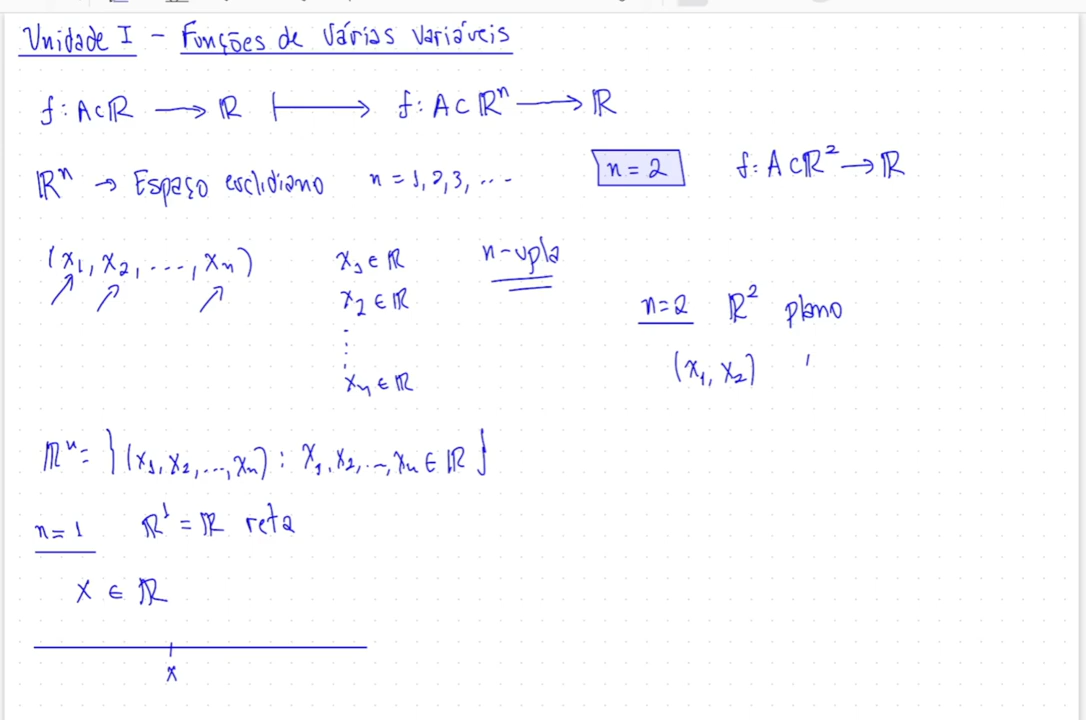 Unidade I - Funções de várias variáveis
f: A⊂ℝ ⟶ ℝ ⟼ f: A⊂ℝⁿ ⟶ ℝ
ℝⁿ → Espaço euclidiano n = 1, 2, 3, ...
n = 2 f: A⊂ℝ² → ℝ
(x₁, x₂, ..., xₙ)
x₁ ∈ ℝ
x₂ ∈ ℝ
⋮
xₙ ∈ ℝ
n-upla
n=2 ℝ² plano
(x₁, x₂)
ℝⁿ = {(x₁, x₂, ..., xₙ) : x₁, x₂, ..., xₙ ∈ ℝ}
n=1 ℝ¹ = ℝ reta
x ∈ ℝ
x